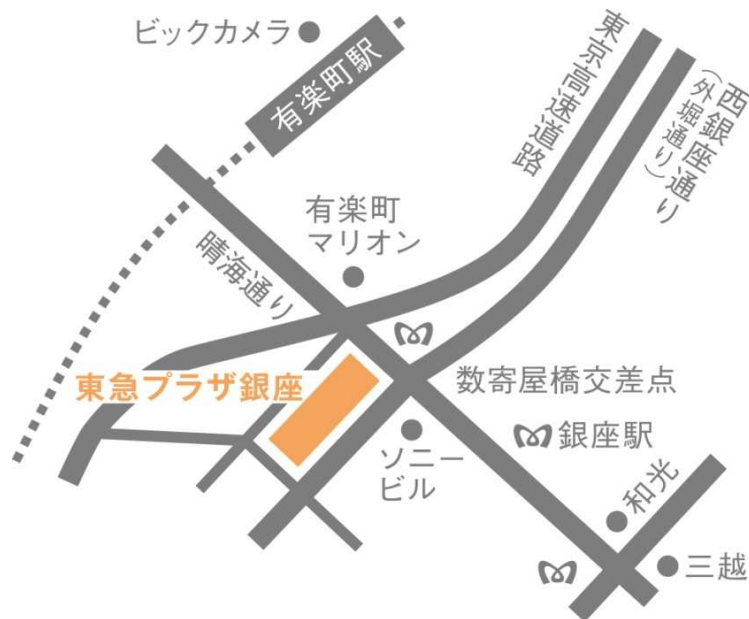 ビックカメラ
有楽町駅
東京高速道路
西銀座通り
（外堀通り）
有楽町
マリオン
晴海通り
東急プラザ銀座
数寄屋橋交差点
銀座駅
ソニー
ビル
和光
三越